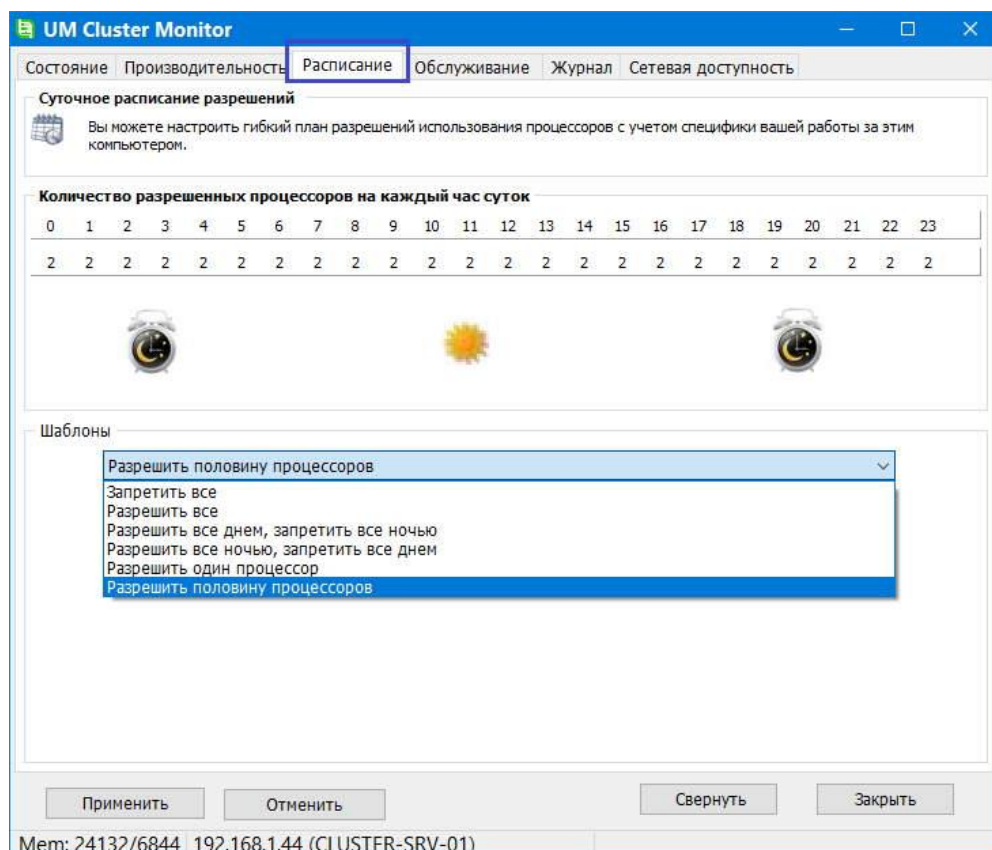 UM Cluster Monitor
Состояние Производительность Расписание Обслуживание Журнал Сетевая доступность
Суточное расписание разрешений
Вы можете настроить гибкий план разрешений использования процессоров с учетом специфики вашей работы за этим
компьютером.
Количество разрешенных процессоров на каждый час суток
0 1 2 3 4 5 6 7 8 9 10 11 12 13 14 15 16 17 18 19 20 21 22 23
2 2 2 2 2 2 2 2 2 2 2 2 2 2 2 2 2 2 2 2 2 2 2 2
Шаблоны
Разрешить половину процессоров
Запретить все
Разрешить все
Разрешить все днем, запретить все ночью
Разрешить все ночью, запретить все днем
Разрешить один процессор
Разрешить половину процессоров
Применить Отменить Свернуть Закрыть
Mem: 24132/6844 192.168.1.44 (CLUSTER-SRV-01)